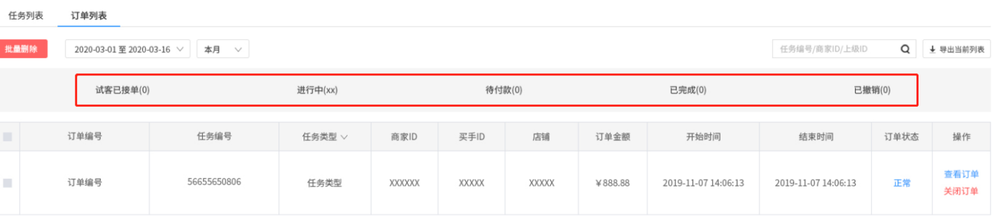 任务列表 订单列表
批量删除 2020-03-01 至 2020-03-16 本月 任务编号/商家ID/上级ID 导出当前列表
试客已接单(0) 进行中(xx) 待付款(0) 已完成(0) 已撤销(0)
订单编号 任务编号 任务类型 商家ID 买手ID 店铺 订单金额 开始时间 结束时间 订单状态 操作
订单编号 56655650806 任务类型 XXXXXX XXXXX XXXXX ¥888.88 2019-11-07 14:06:13 2019-11-07 14:06:13 正常 查看订单
关闭订单